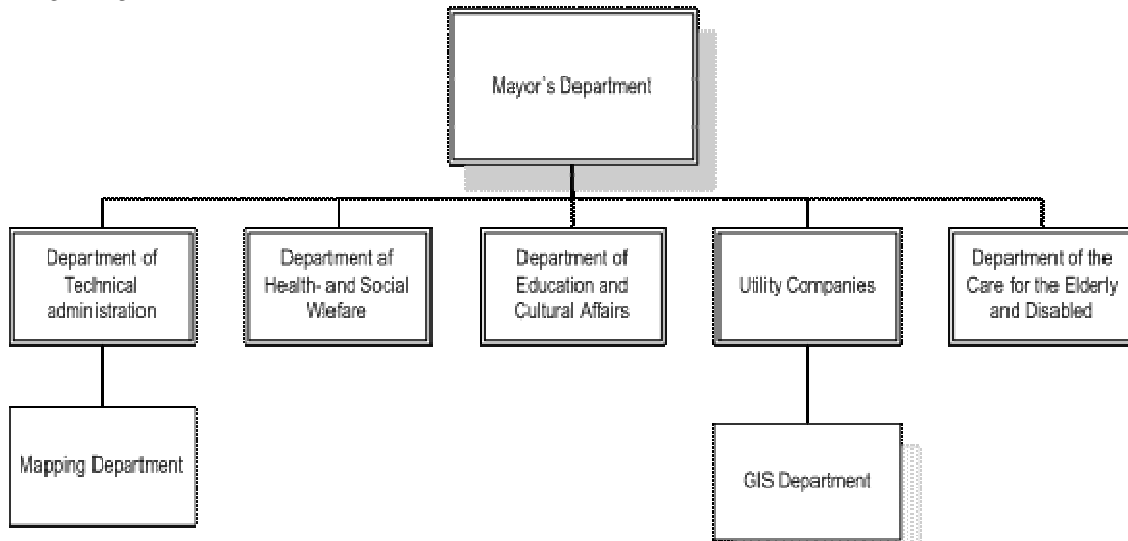 Mayor's Department
Department of
Technical
administration
Department af
Health- and Social
Wlefare
Department of
Education and
Cultural Affairs
Utility Companies
Department of the
Care for the Elderly
and Disabled
Mapping Department
GIS Department